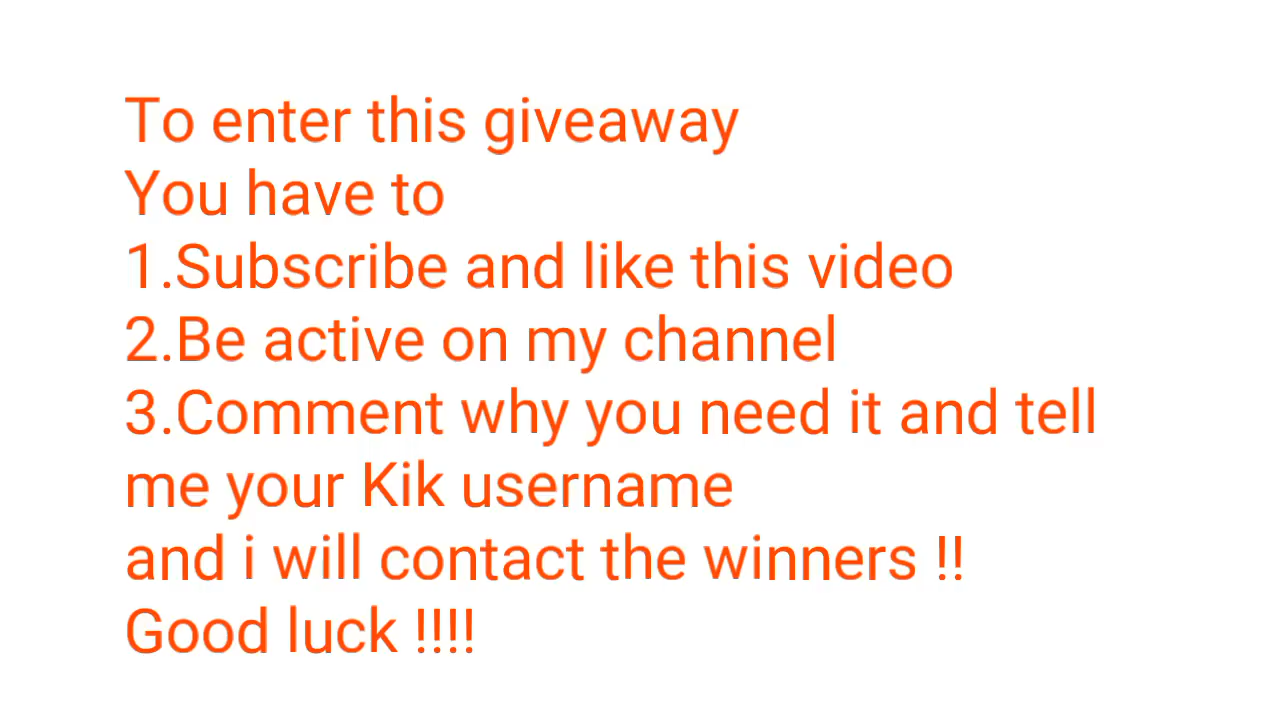 To enter this giveaway
You have to
1.Subscribe and like this video
2.Be active on my channel
3.Comment why you need it and tell
me your Kik username
and i will contact the winners !!
Good luck !!!!